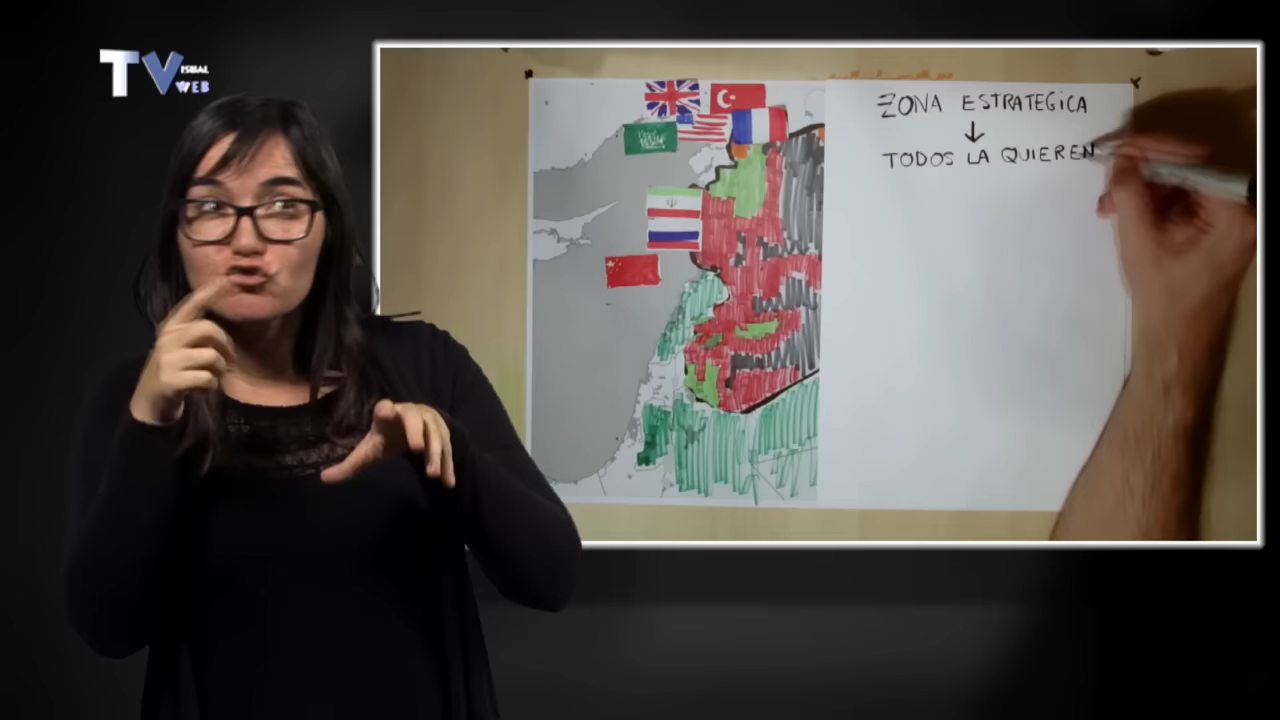 TVISUAL
WEB
ZONA ESTRATEGICA
↓
TODOS LA QUIEREN